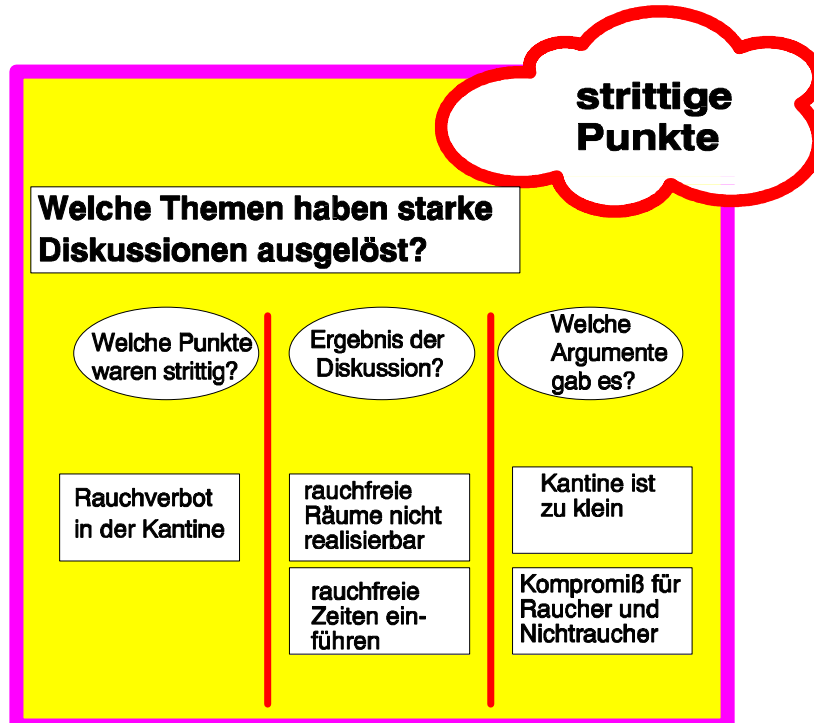 strittige
Punkte
Welche Themen haben starke
Diskussionen ausgelöst?
Welche Punkte
waren strittig?
Ergebnis der
Diskussion?
Welche
Argumente
gab es?
Rauchverbot
in der Kantine
rauchfreie
Räume nicht
realisierbar
Kantine ist
zu klein
rauchfreie
Zeiten ein-
führen
Kompromiß für
Raucher und
Nichtraucher